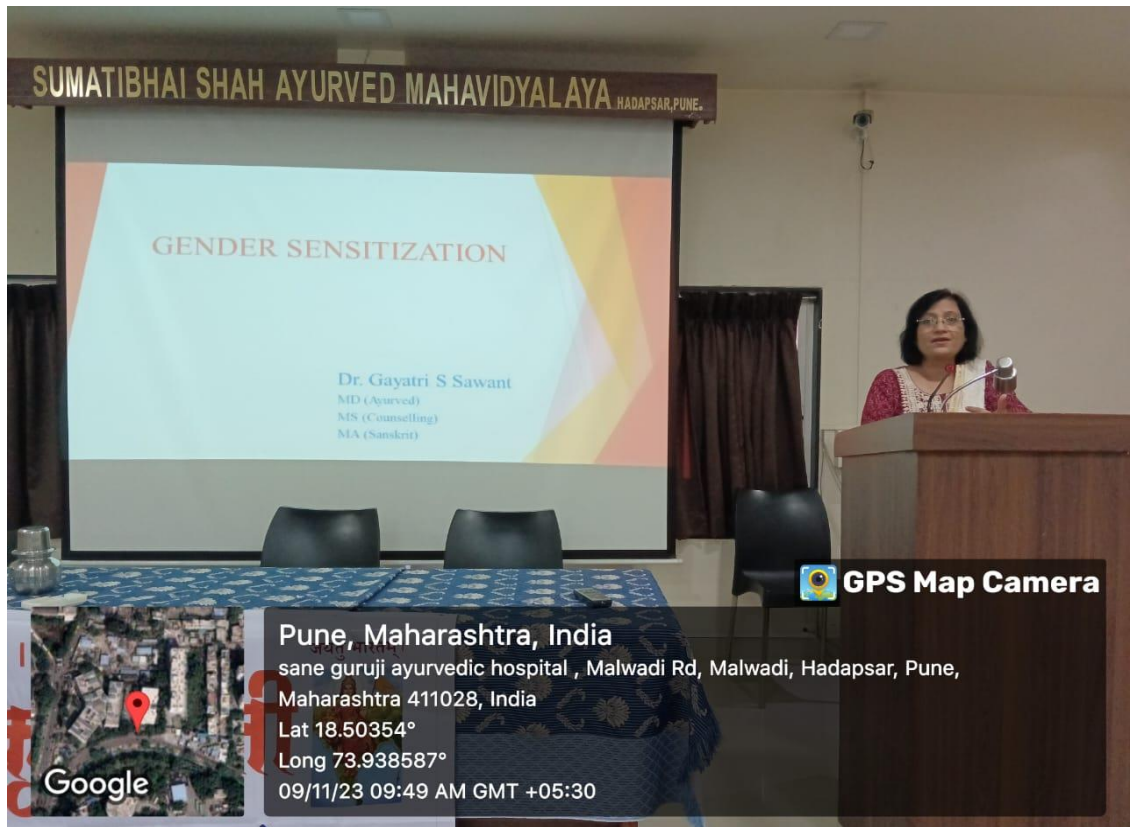 SUMATIBHAI SHAH AYURVED MAHAVIDYALAYA HADAPSAR,PUNE.
GENDER SENSITIZATION
Dr. Gayatri S Sawant
MD (Ayurved)
MS (Counselling)
MA (Sanskrit)
GPS Map Camera
Pune, Maharashtra, India
sane guruji ayurvedic hospital , Malwadi Rd, Malwadi, Hadapsar, Pune,
Maharashtra 411028, India
Lat 18.50354°
Long 73.938587°
09/11/23 09:49 AM GMT +05:30
Google